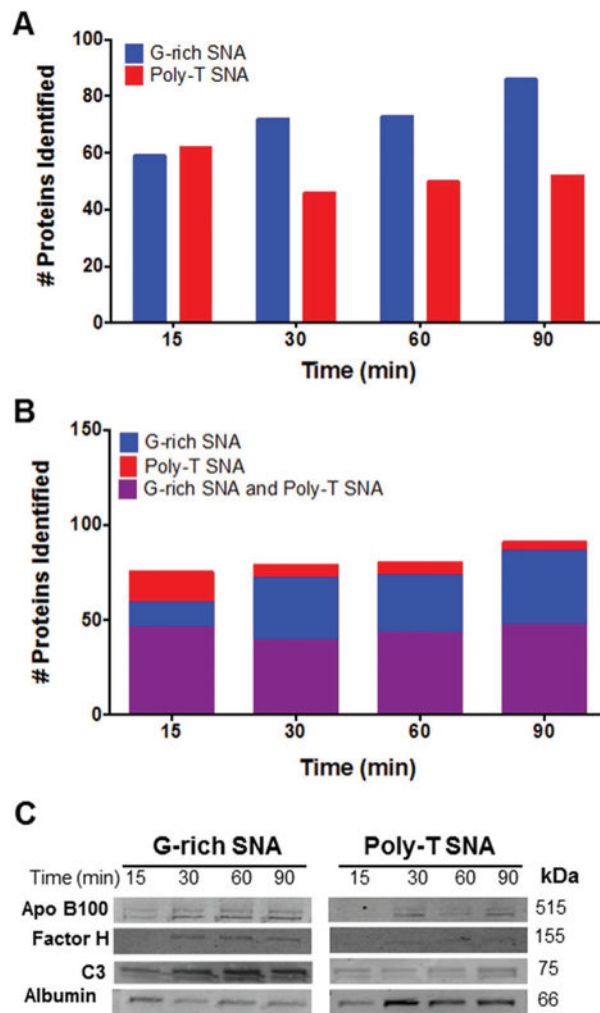 A
G-rich SNA
Poly-T SNA
# Proteins Identified
100
80
60
40
20
0
15 30 60 90
Time (min)
B
G-rich SNA
Poly-T SNA
G-rich SNA and Poly-T SNA
# Proteins Identified
150
100
50
0
15 30 60 90
Time (min)
C
G-rich SNA Poly-T SNA
Time (min) 15 30 60 90 15 30 60 90 kDa
Apo B100 515
Factor H 155
C3 75
Albumin 66